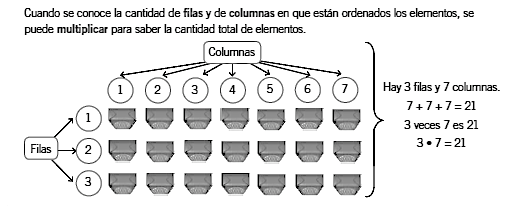 Cuando se conoce la cantidad de filas y de columnas en que están ordenados los elementos, se
puede multiplicar para saber la cantidad total de elementos.
Columnas
1 2 3 4 5 6 7
Filas
1
2
3
Hay 3 filas y 7 columnas.
7 + 7 + 7 = 21
3 veces 7 es 21
3 • 7 = 21